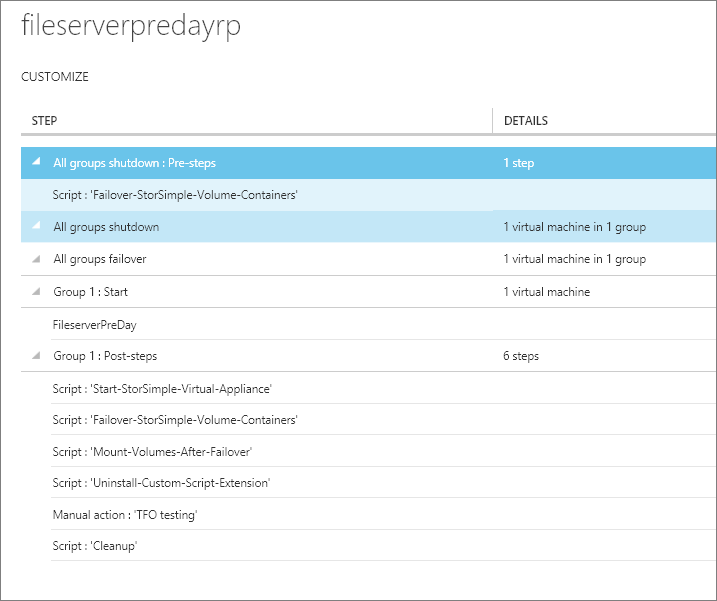 fileserverpredayrp
CUSTOMIZE
STEP DETAILS
All groups shutdown : Pre-steps 1 step
Script : 'Failover-StorSimple-Volume-Containers'
All groups shutdown 1 virtual machine in 1 group
All groups failover 1 virtual machine in 1 group
Group 1 : Start 1 virtual machine
FileserverPreDay
Group 1 : Post-steps 6 steps
Script : 'Start-StorSimple-Virtual-Appliance'
Script : 'Failover-StorSimple-Volume-Containers'
Script : 'Mount-Volumes-After-Failover'
Script : 'Uninstall-Custom-Script-Extension'
Manual action : 'TFO testing'
Script : 'Cleanup'